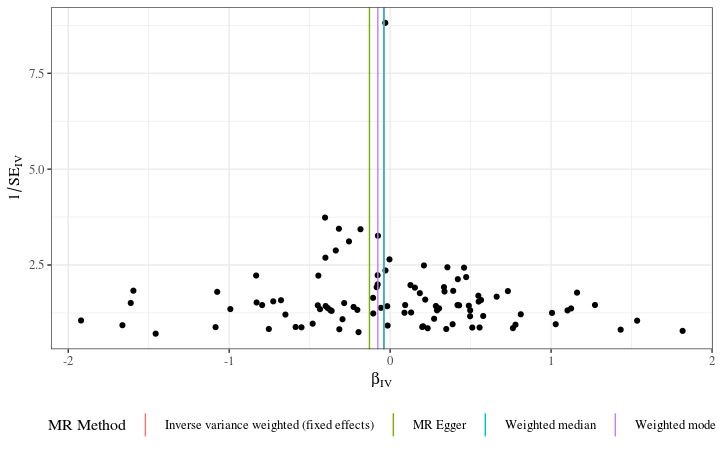 7.5
5.0
2.5
1/SE_IV
-2 -1 0 1 2
β_IV
MR Method Inverse variance weighted (fixed effects) MR Egger Weighted median Weighted mode